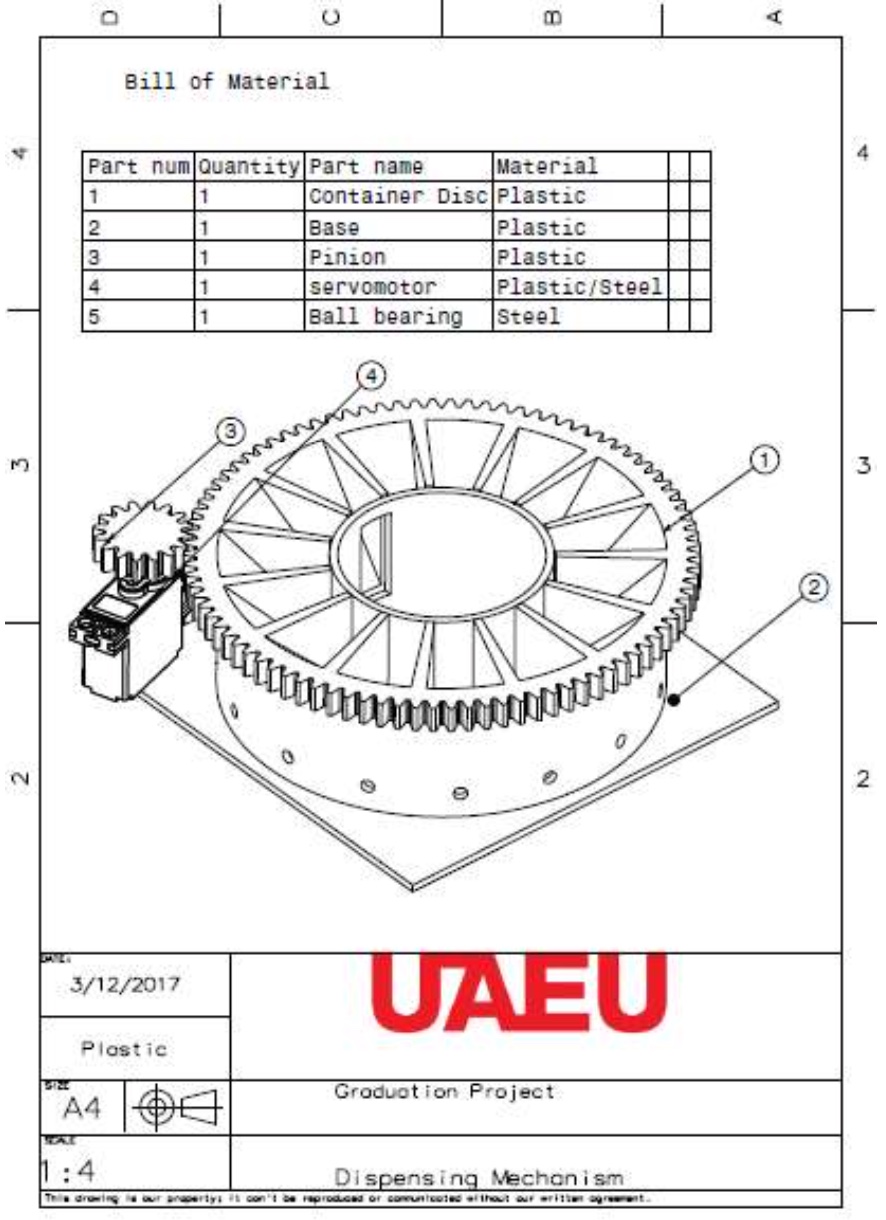 D C B A
Bill of Material
4 4
Part num Quantity Part name Material
1 1 Container Disc Plastic
2 1 Base Plastic
3 1 Pinion Plastic
4 1 servomotor Plastic/Steel
5 1 Ball bearing Steel
4
3
1
3 3
2
2 2
DATE:
3/12/2017
UAEU
Plastic
SIZE
A4
Graduation Project
SCALE
1:4
Dispensing Mechanism
This drawing is our property; it can't be reproduced or communicated without our written agreement.